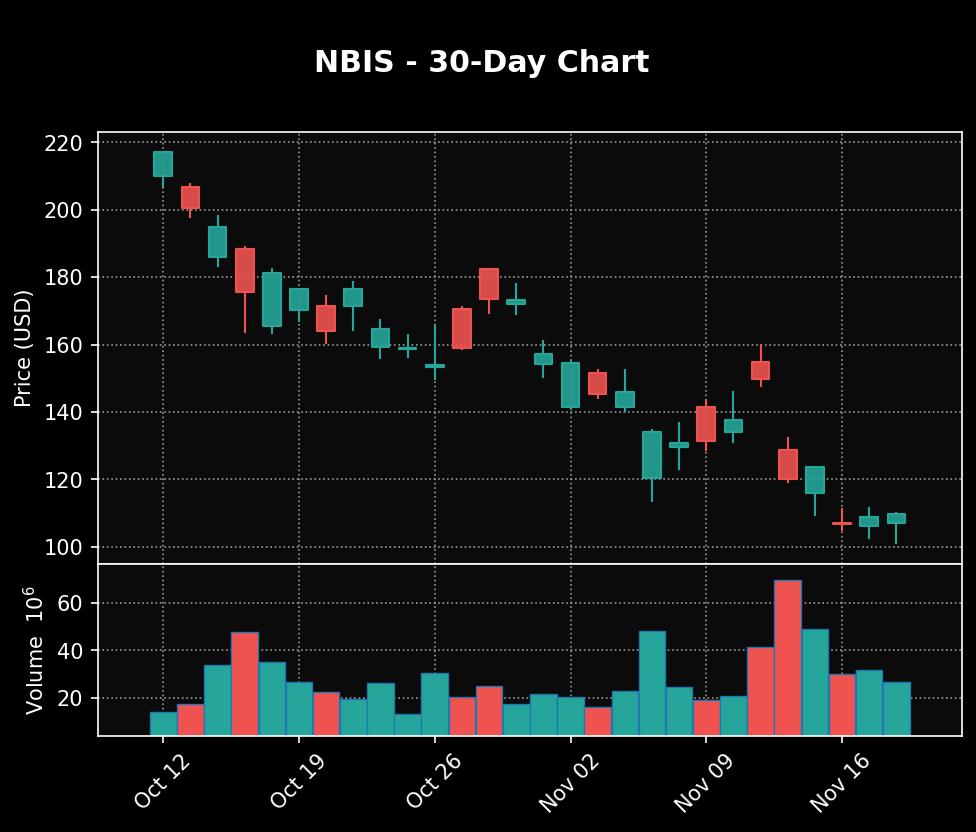 NBIS - 30-Day Chart
Price (USD)
220
200
180
160
140
120
100
Volume 10⁶
60
40
20
Oct 12
Oct 19
Oct 26
Nov 02
Nov 09
Nov 16